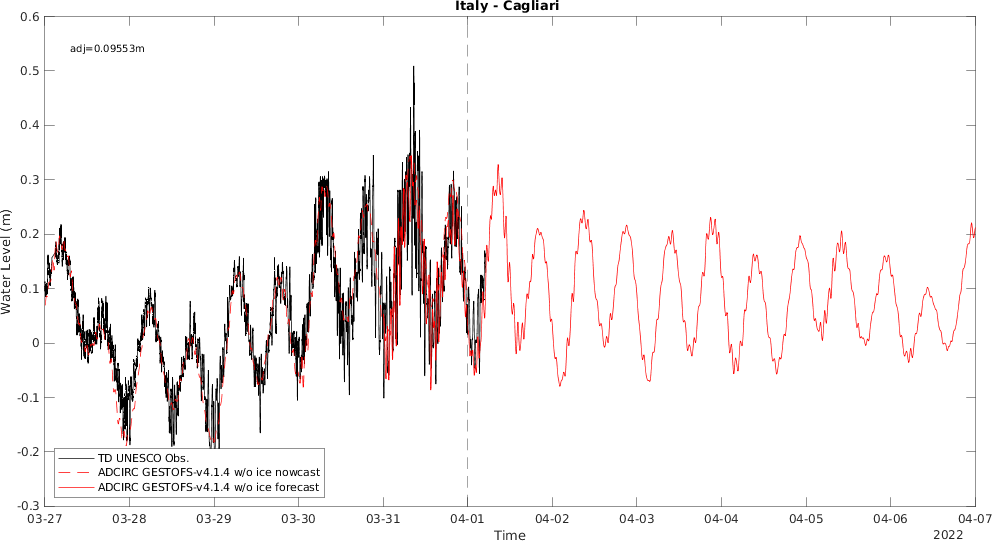 Italy - Cagliari
adj=0.09553m
Water Level (m)
0.6
0.5
0.4
0.3
0.2
0.1
0
-0.1
-0.2
-0.3
TD UNESCO Obs.
ADCIRC GESTOFS-v4.1.4 w/o ice nowcast
ADCIRC GESTOFS-v4.1.4 w/o ice forecast
03-27 03-28 03-29 03-30 03-31 04-01 04-02 04-03 04-04 04-05 04-06 04-07
Time
2022